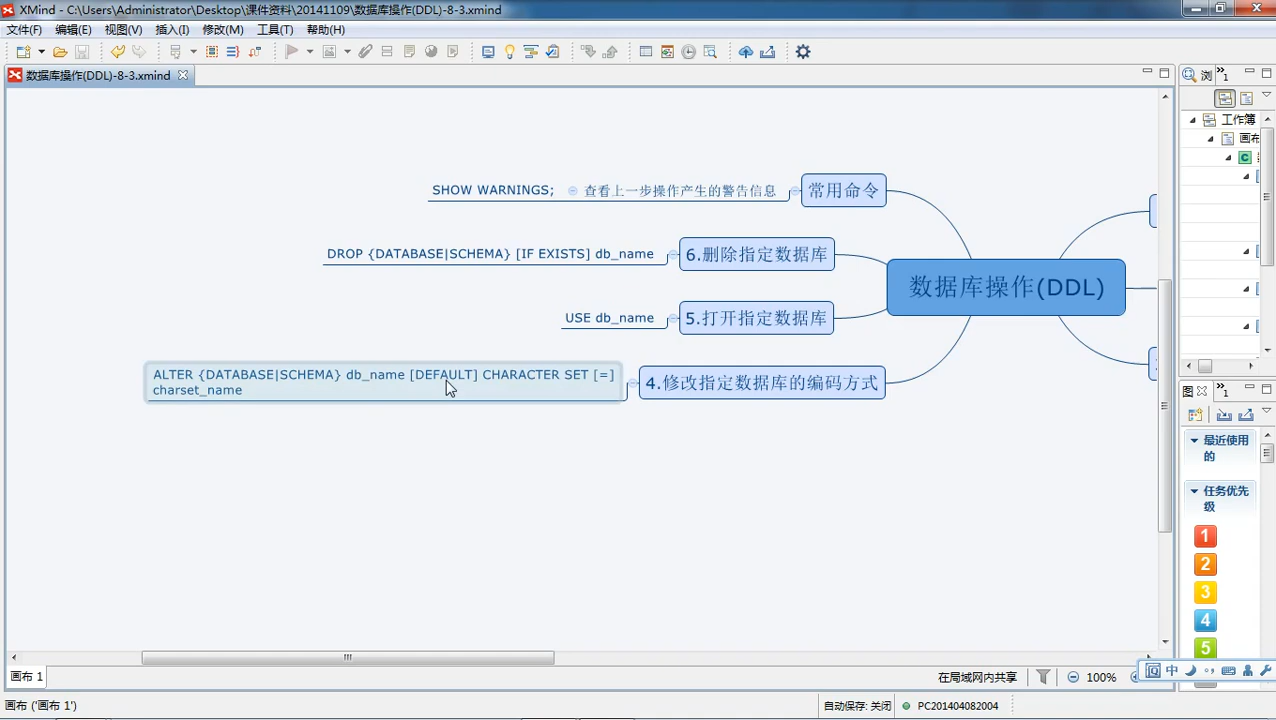 XMind - C:\Users\Administrator\Desktop\课件资料\20141109\数据库操作(DDL)-8-3.xmind
文件(F) 编辑(E) 视图(V) 插入(I) 修改(M) 工具(T) 帮助(H)
数据库操作(DDL)-8-3.xmind
浏
工作簿
画布
SHOW WARNINGS; 查看上一步操作产生的警告信息 常用命令
DROP {DATABASE|SCHEMA} [IF EXISTS] db_name 6.删除指定数据库
数据库操作(DDL)
USE db_name 5.打开指定数据库
ALTER {DATABASE|SCHEMA} db_name [DEFAULT] CHARACTER SET [=]
charset_name
4.修改指定数据库的编码方式
图
最近使用
的
任务优先
级
1
2
3
4
5
画布 1
在局域网内共享
100%
中
画布 ('画布 1')
自动保存: 关闭
PC201404082004